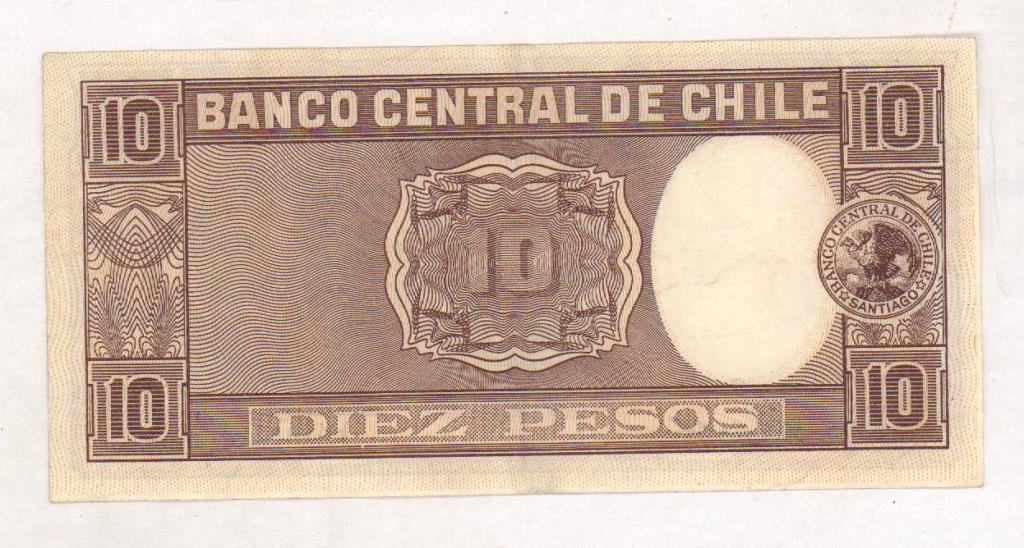 10 BANCO CENTRAL DE CHILE 10
10
BANCO CENTRAL DE CHILE
SANTIAGO
10 DIEZ PESOS 10